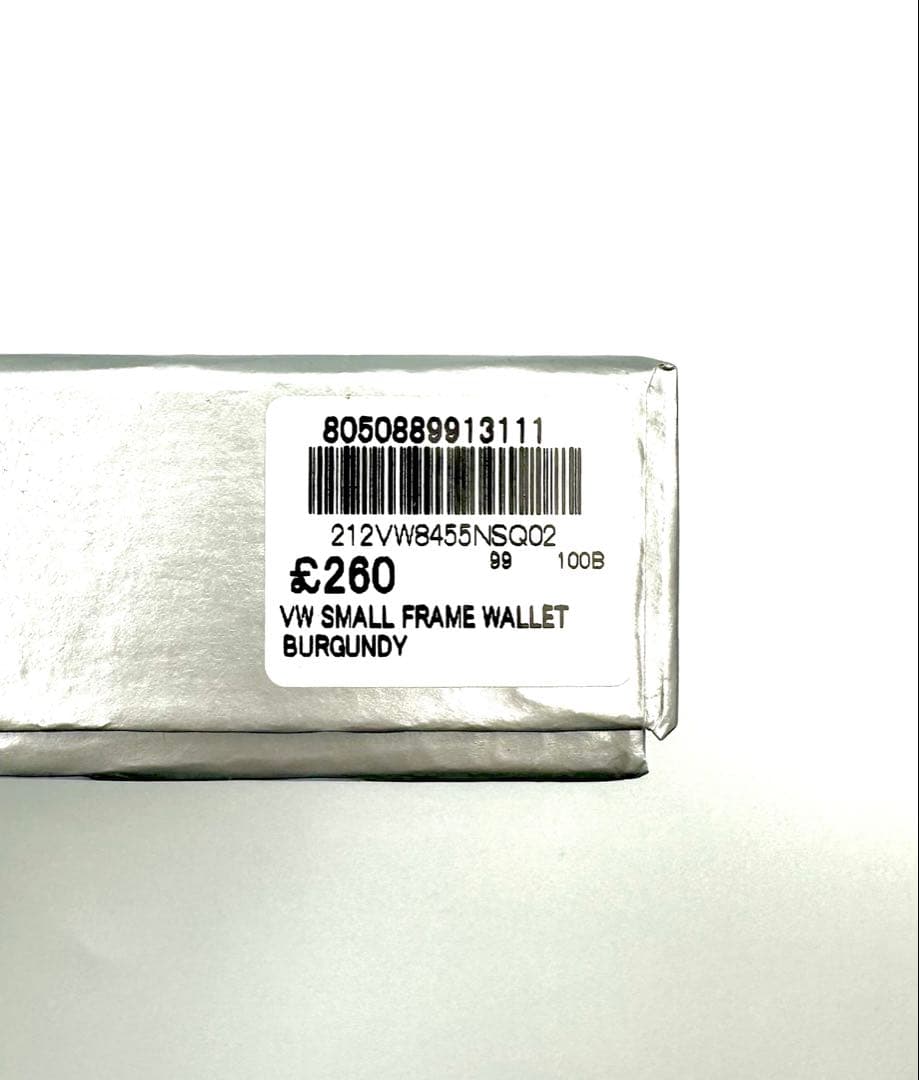 8050889913111
212VW8455NSQ02
99 100B
£260
VW SMALL FRAME WALLET
BURGUNDY